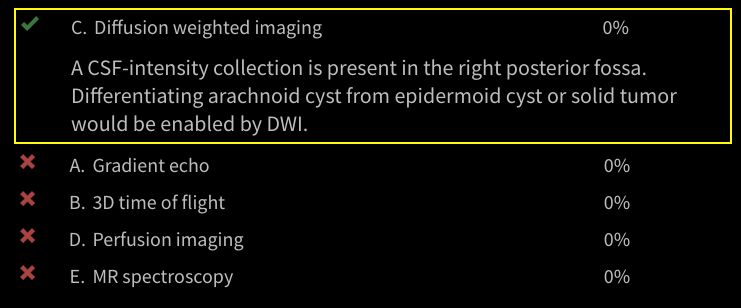 C. Diffusion weighted imaging 0%
A CSF-intensity collection is present in the right posterior fossa.
Differentiating arachnoid cyst from epidermoid cyst or solid tumor
would be enabled by DWI.
A. Gradient echo 0%
B. 3D time of flight 0%
D. Perfusion imaging 0%
E. MR spectroscopy 0%